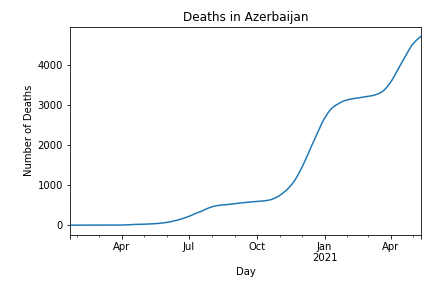 Deaths in Azerbaijan
Number of Deaths
4000
3000
2000
1000
0
Apr Jul Oct Jan Apr
2021
Day